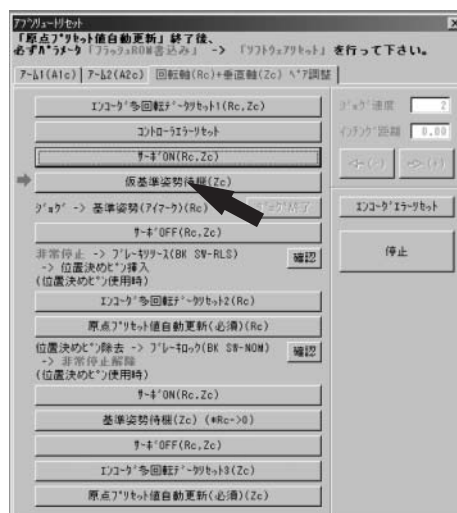 アブソリュートリセット
「原点プリセット値自動更新」終了後、
必ずパラメータ「フラッシュROM書込み」 -> 「ソフトウェアリセット」 を行って下さい。
アーム1(A1c) アーム2(A2c) 回転軸(Rc)+垂直軸(Zc) ペア調整
エンコーダ多回転データリセット1(Rc,Zc)
コントローラエラーリセット
サーボON(Rc,Zc)
仮基準姿勢待機(Zc)
ジョグ -> 基準姿勢(アイマーク)(Rc) ジョグ終了
サーボOFF(Rc,Zc)
非常停止 -> ブレーキリリース(BK SW-RLS)
-> 位置決めピン挿入
(位置決めピン使用時)
確認
エンコーダ多回転データリセット2(Rc)
原点プリセット値自動更新(必須)(Rc)
位置決めピン除去 -> ブレーキロック(BK SW-NOM)
-> 非常停止解除
(位置決めピン使用時)
確認
サーボON(Rc,Zc)
基準姿勢待機(Zc) (*Rc->0)
サーボOFF(Rc,Zc)
エンコーダ多回転データリセット3(Zc)
原点プリセット値自動更新(必須)(Zc)
ジョグ速度 2
インチング距離 0.00
<-(-) ->(+)
エンコーダエラーリセット
停止